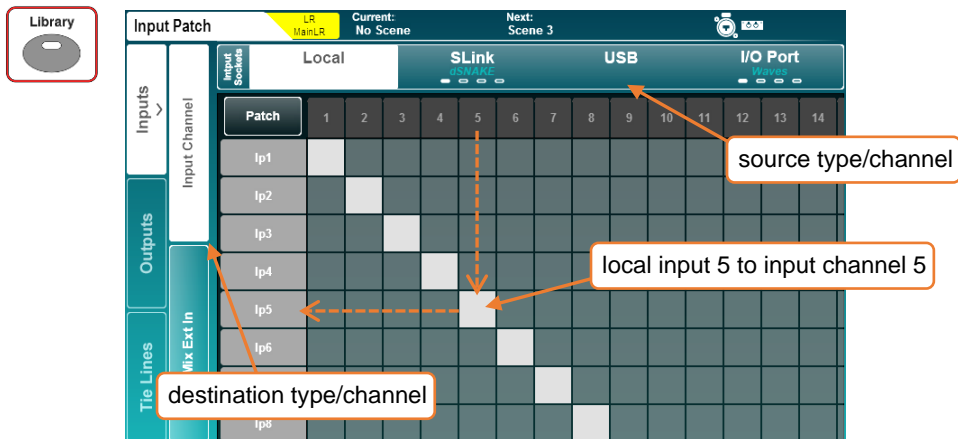 Library
Input Patch
LR
MainLR
Current:
No Scene
Next:
Scene 3
Inputs
Outputs
Tie Lines
Input Channel
Mix Ext In
Intput
Sockets
Local
SLink
dSNAKE
USB
I/O Port
Waves
Patch 1 2 3 4 5 6 7 8 9 10 11 12 13 14
Ip1
Ip2
Ip3
Ip4
Ip5
Ip6
Ip8
source type/channel
local input 5 to input channel 5
destination type/channel